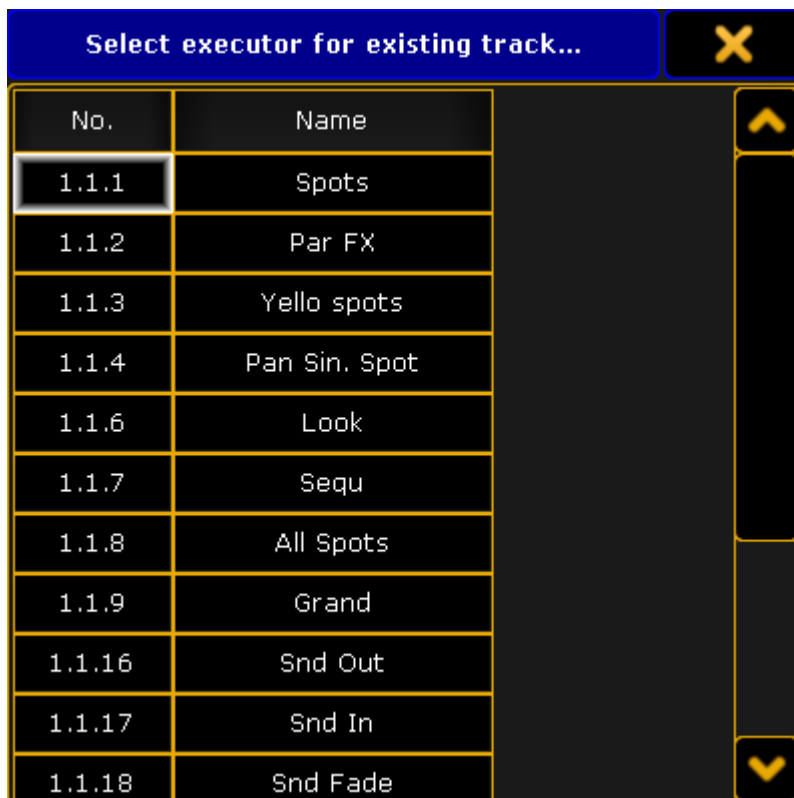 Select executor for existing track...
No. Name
1.1.1 Spots
1.1.2 Par FX
1.1.3 Yello spots
1.1.4 Pan Sin. Spot
1.1.6 Look
1.1.7 Sequ
1.1.8 All Spots
1.1.9 Grand
1.1.16 Snd Out
1.1.17 Snd In
1.1.18 Snd Fade